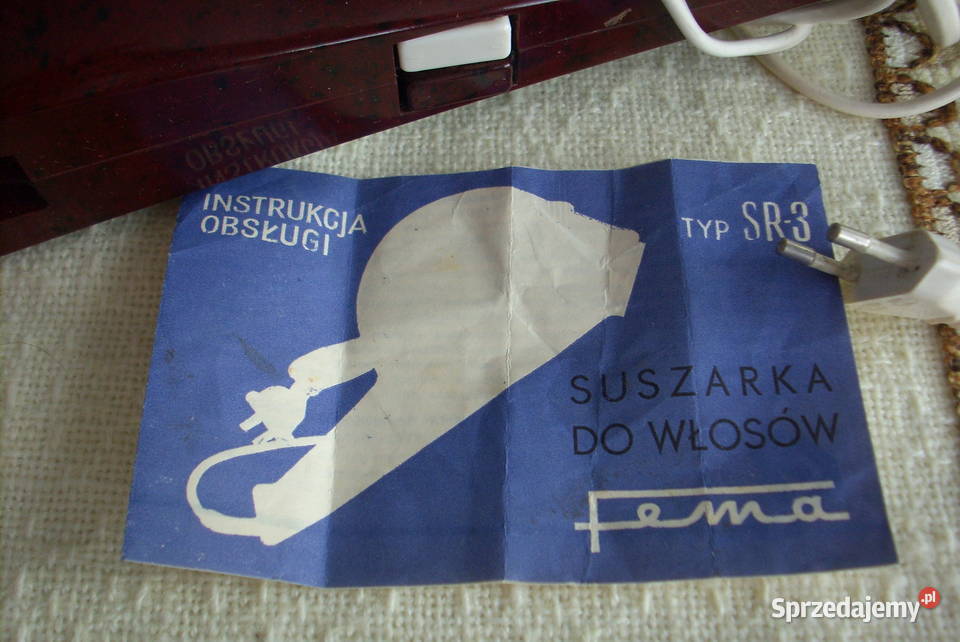 INSTRUKCJA
OBSŁUGI
TYP SR-3
SUSZARKA
DO WŁOSÓW
Fema
Sprzedajemy.pl